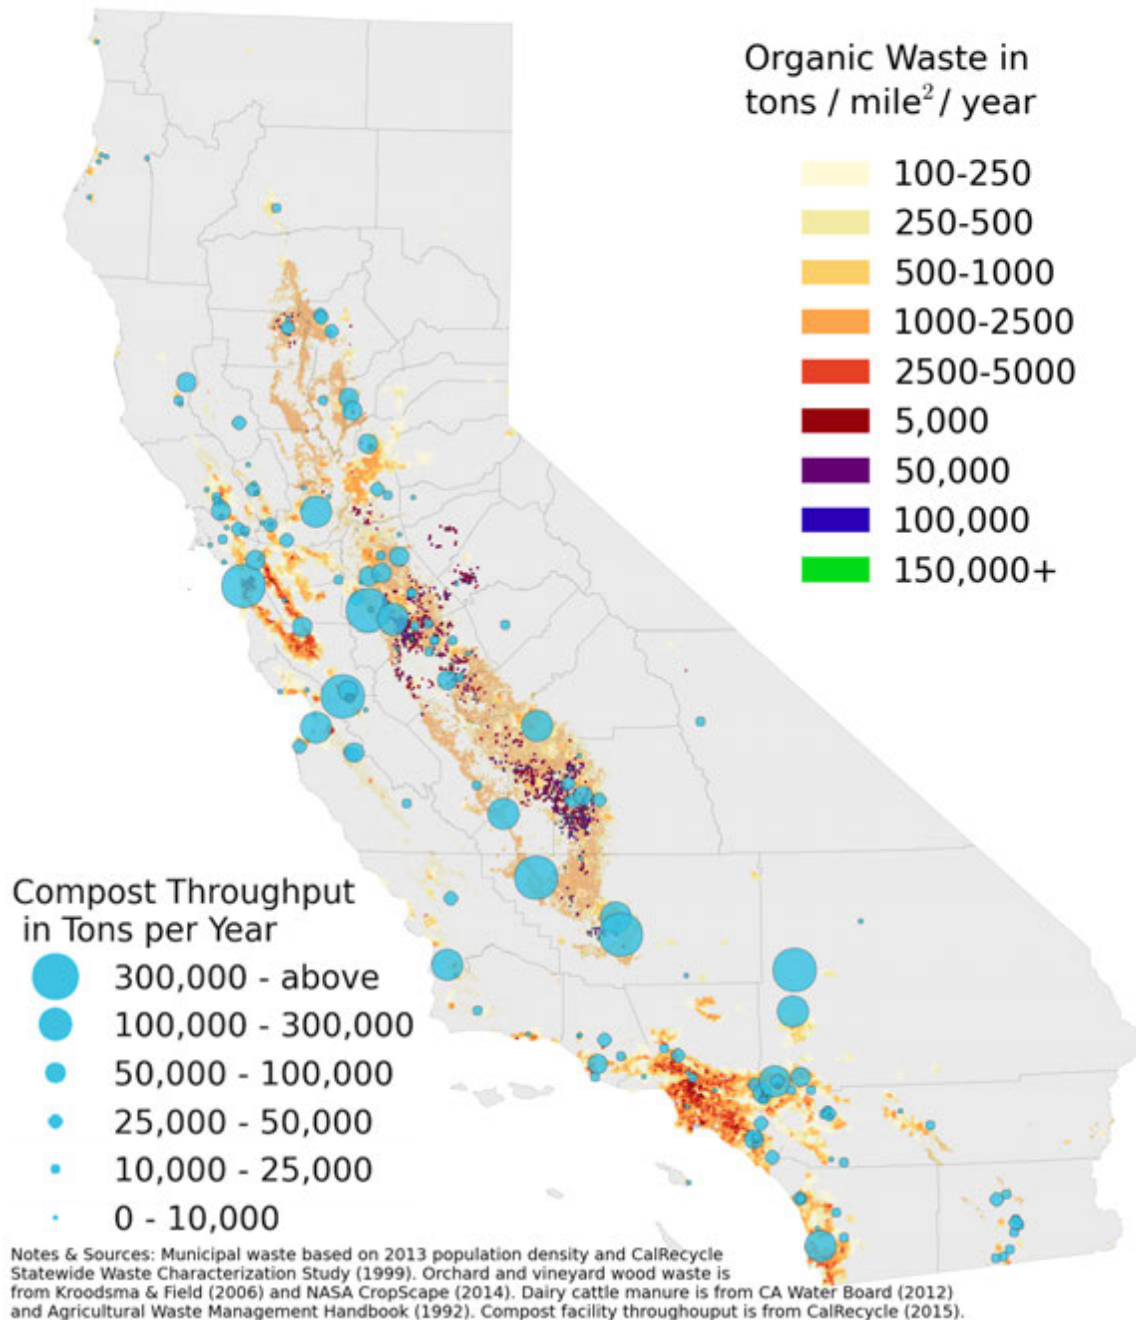 Organic Waste in
tons / mile² / year
100-250
250-500
500-1000
1000-2500
2500-5000
5,000
50,000
100,000
150,000+
Compost Throughput
in Tons per Year
300,000 - above
100,000 - 300,000
50,000 - 100,000
25,000 - 50,000
10,000 - 25,000
0 - 10,000
Notes & Sources: Municipal waste based on 2013 population density and CalRecycle
Statewide Waste Characterization Study (1999). Orchard and vineyard wood waste is
from Kroodsma & Field (2006) and NASA CropScape (2014). Dairy cattle manure is from CA Water Board (2012)
and Agricultural Waste Management Handbook (1992). Compost facility throughouput is from CalRecycle (2015).